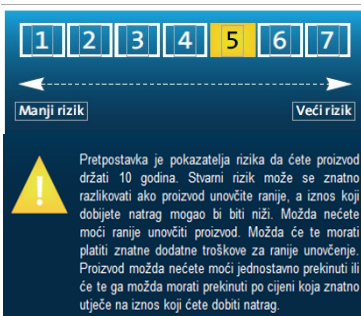 1 2 3 4 5 6 7
Manji rizik Veći rizik
Pretpostavka je pokazatelja rizika da ćete proizvod
držati 10 godina. Stvarni rizik može se znatno
razlikovati ako proizvod unovčite ranije, a iznos koji
dobijete natrag mogao bi biti niži. Možda nećete
moći ranije unovčiti proizvod. Možda će te morati
platiti znatne dodatne troškove za ranije unovčenje.
Proizvod možda nećete moći jednostavno prekinuti ili
će te ga možda morati prekinuti po cijeni koja znatno
utječe na iznos koji ćete dobiti natrag.